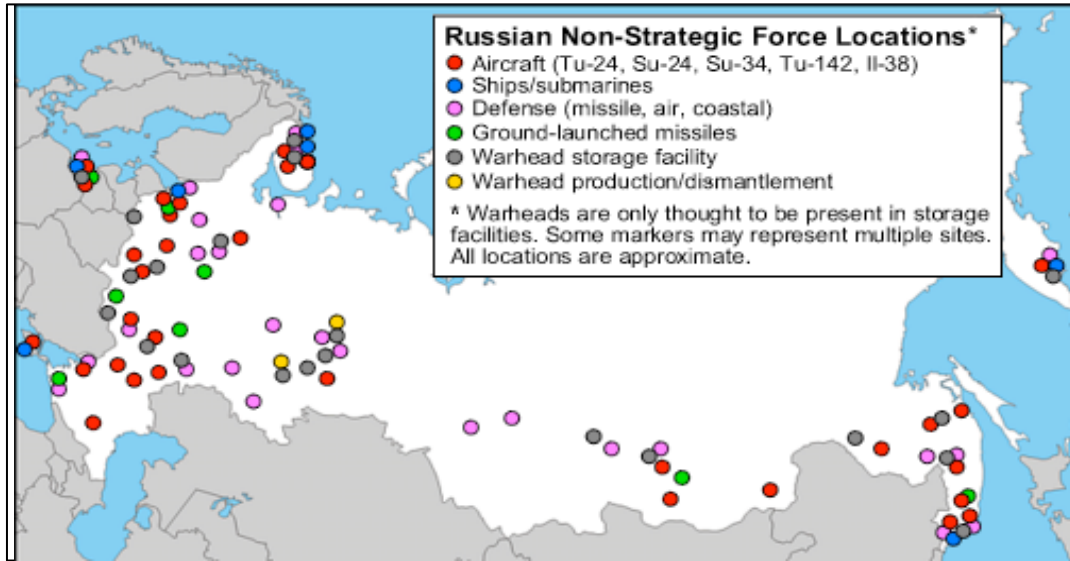 Russian Non-Strategic Force Locations*
Aircraft (Tu-24, Su-24, Su-34, Tu-142, Il-38)
Ships/submarines
Defense (missile, air, coastal)
Ground-launched missiles
Warhead storage facility
Warhead production/dismantlement
* Warheads are only thought to be present in storage
facilities. Some markers may represent multiple sites.
All locations are approximate.